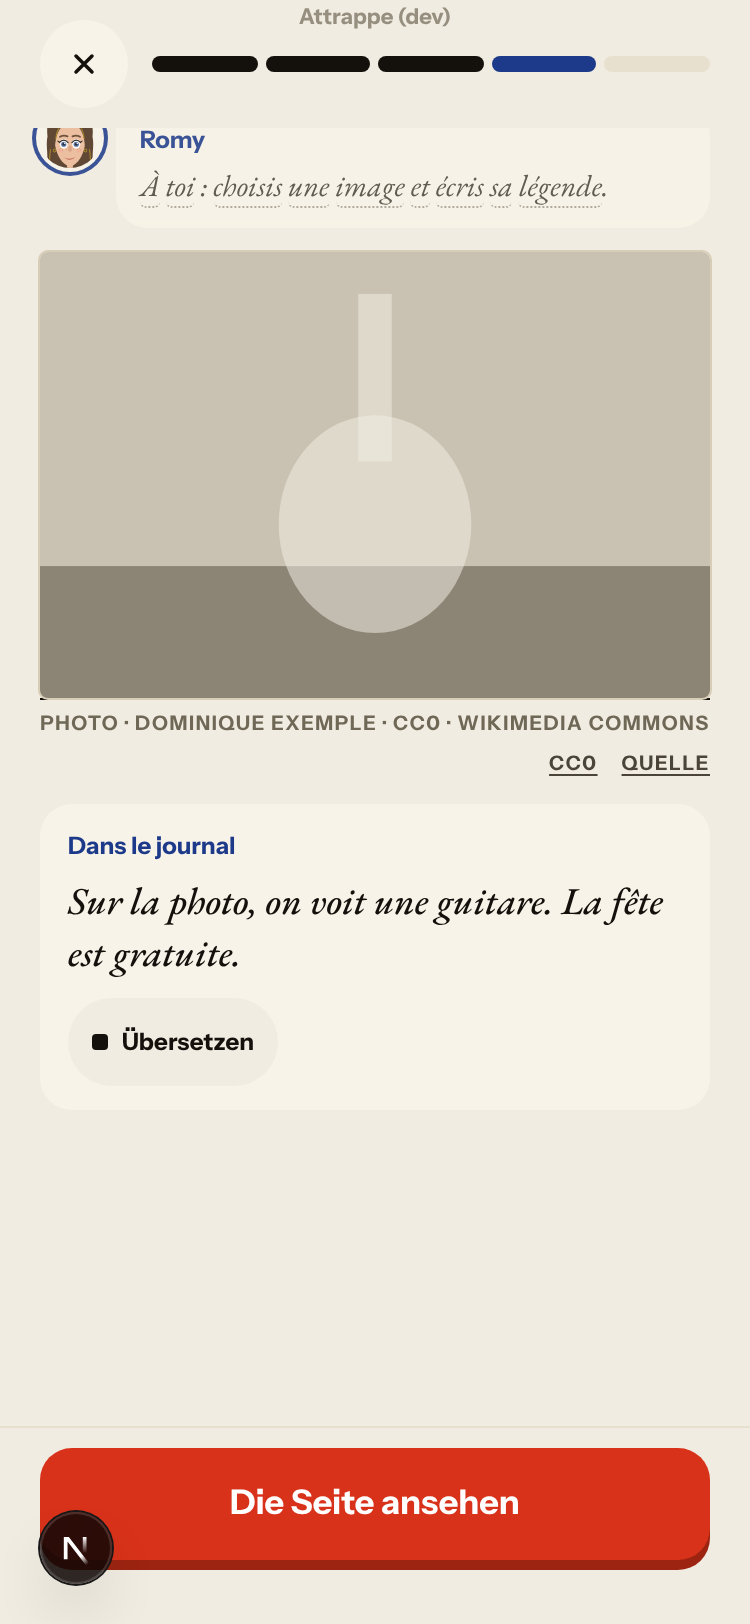 Attrappe (dev)
Romy
À toi : choisis une image et écris sa légende.
PHOTO · DOMINIQUE EXEMPLE · CC0 · WIKIMEDIA COMMONS
CC0 QUELLE
Dans le journal
Sur la photo, on voit une guitare. La fête
est gratuite.
Übersetzen
Die Seite ansehen
N